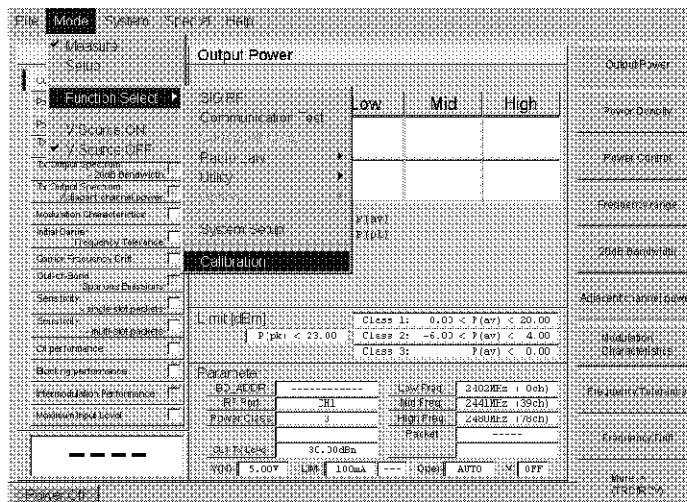 File Mode System Special Help
Measure
Setup
Function Select
V Source ON
V Source OFF
SIG RF
Communication Test
Utility
System Setup
Calibration
Output Power
Low Mid High
P(av)
P(pk)
Tx Output Spectrum
- 20dB Bandwidth
Tx Output Spectrum
- Adjacent channel power
Modulation Characteristics
Initial Carrier
Frequency Tolerance
Carrier Frequency Drift
Out-of-Band
Spurious Emissions
Sensitivity
- single slot packets
Sensitivity
- multi-slot packets
C/I performance
Blocking performance
Intermodulation Performance
Maximum Input Level
----
Power Off
Limit [dBm]
P(pk) < 23.00
Class 1: 0.00 < P(av) < 20.00
Class 2: -6.00 < P(av) < 4.00
Class 3: P(av) < 0.00
Parameter
BD_ADDR ------------
RF Port CH1
Power Class 3
Low Freq 2402MHz ( 0ch)
Mid Freq 2441MHz (39ch)
High Freq 2480MHz (78ch)
Packet -----
30.00dBm
V(N) 5.00V LIM 100mA --- Oper AUTO V OFF
Output Power
Power Density
Power Control
Frequency range
20dB Bandwidth
Adjacent channel powe
Modulation
Characteristics
Frequency Tolerance
Frequency Drift